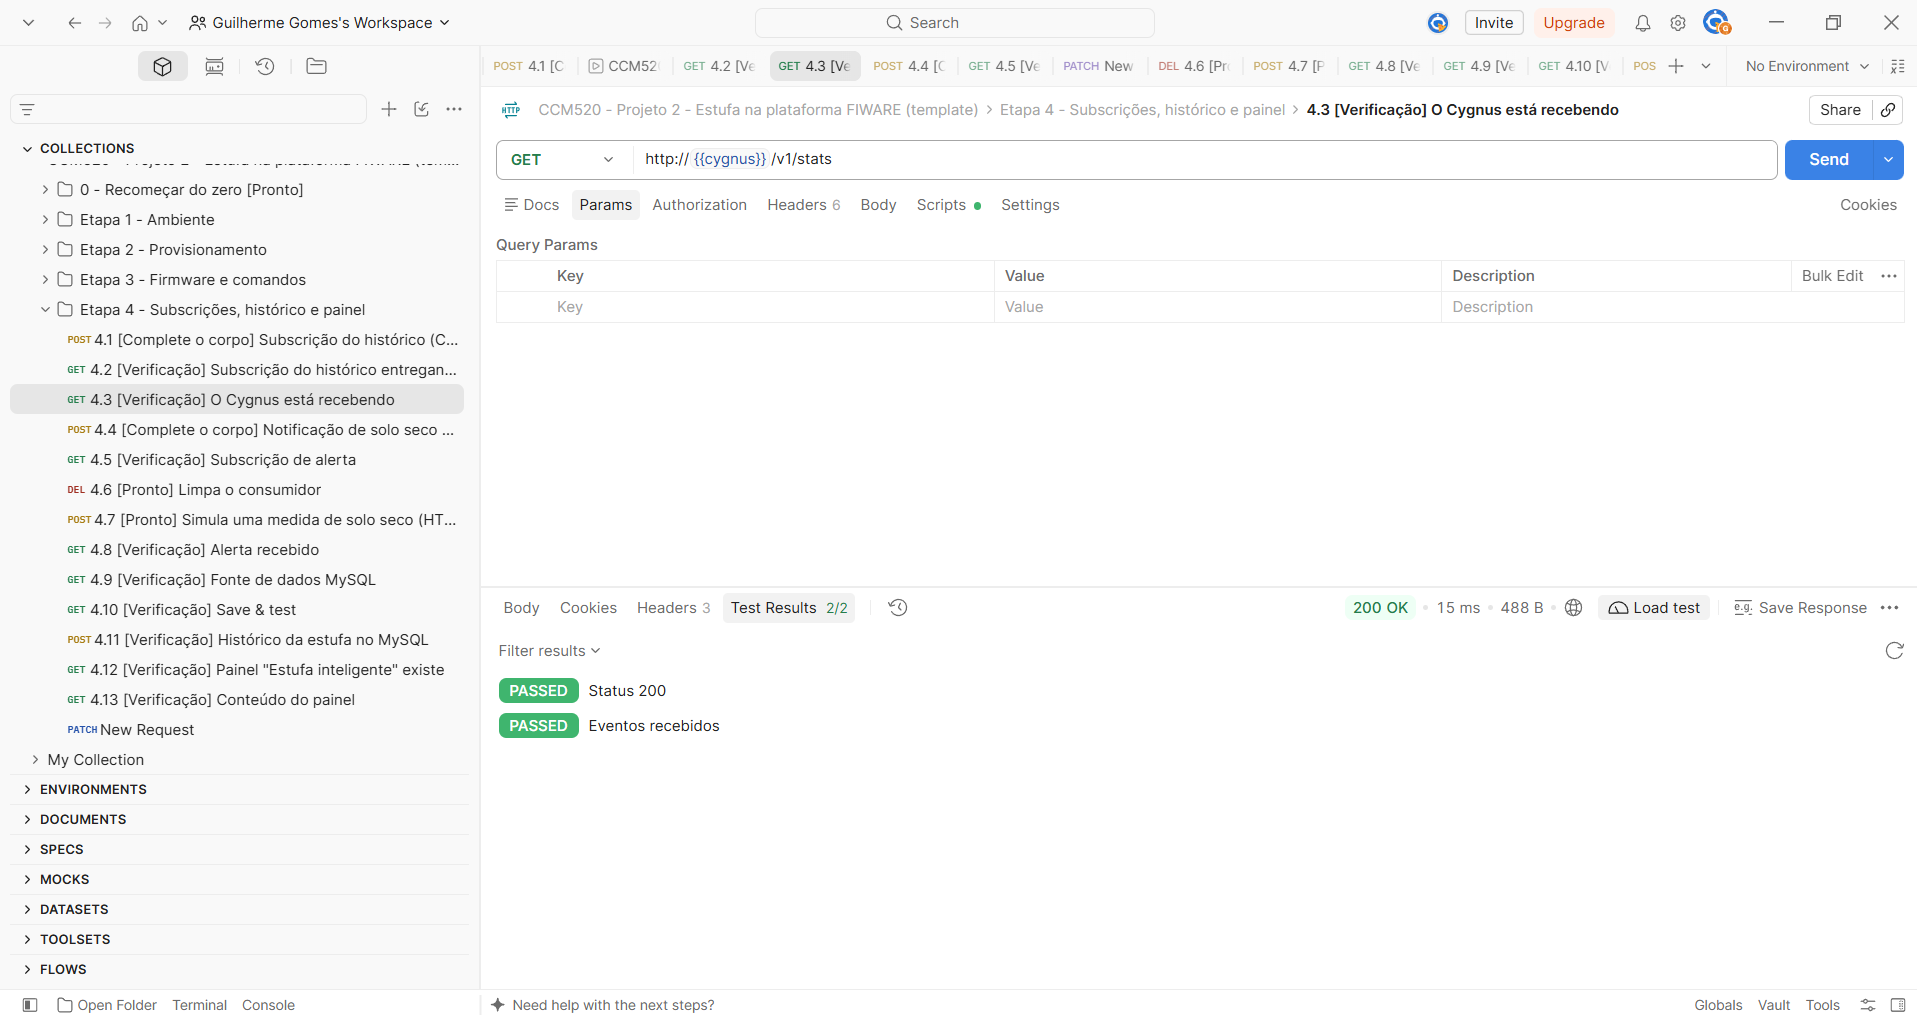 Guilherme Gomes's Workspace
Search
Invite
Upgrade
POST 4.1 [C
CCM52
GET 4.2 [Ve
GET 4.3 [Ve
POST 4.4 [C
GET 4.5 [Ve
PATCH New
DEL 4.6 [Pr
POST 4.7 [P
GET 4.8 [Ve
GET 4.9 [Ve
GET 4.10 [V
POS
No Environment
CCM520 - Projeto 2 - Estufa na plataforma FIWARE (template) > Etapa 4 - Subscrições, histórico e painel > 4.3 [Verificação] O Cygnus está recebendo
Share
COLLECTIONS
0 - Recomeçar do zero [Pronto]
Etapa 1 - Ambiente
Etapa 2 - Provisionamento
Etapa 3 - Firmware e comandos
Etapa 4 - Subscrições, histórico e painel
POST 4.1 [Complete o corpo] Subscrição do histórico (C...
GET 4.2 [Verificação] Subscrição do histórico entregan...
GET 4.3 [Verificação] O Cygnus está recebendo
POST 4.4 [Complete o corpo] Notificação de solo seco ...
GET 4.5 [Verificação] Subscrição de alerta
DEL 4.6 [Pronto] Limpa o consumidor
POST 4.7 [Pronto] Simula uma medida de solo seco (HT...
GET 4.8 [Verificação] Alerta recebido
GET 4.9 [Verificação] Fonte de dados MySQL
GET 4.10 [Verificação] Save & test
POST 4.11 [Verificação] Histórico da estufa no MySQL
GET 4.12 [Verificação] Painel "Estufa inteligente" existe
GET 4.13 [Verificação] Conteúdo do painel
PATCH New Request
My Collection
ENVIRONMENTS
DOCUMENTS
SPECS
MOCKS
DATASETS
TOOLSETS
FLOWS
GET
http:// {{cygnus}} /v1/stats
Send
Docs Params Authorization Headers 6 Body Scripts Settings Cookies
Query Params
Key Value Description Bulk Edit
Key Value Description
Body Cookies Headers 3 Test Results 2/2
200 OK 15 ms 488 B Load test e.g. Save Response
Filter results
PASSED Status 200
PASSED Eventos recebidos
Open Folder Terminal Console
Need help with the next steps?
Globals Vault Tools